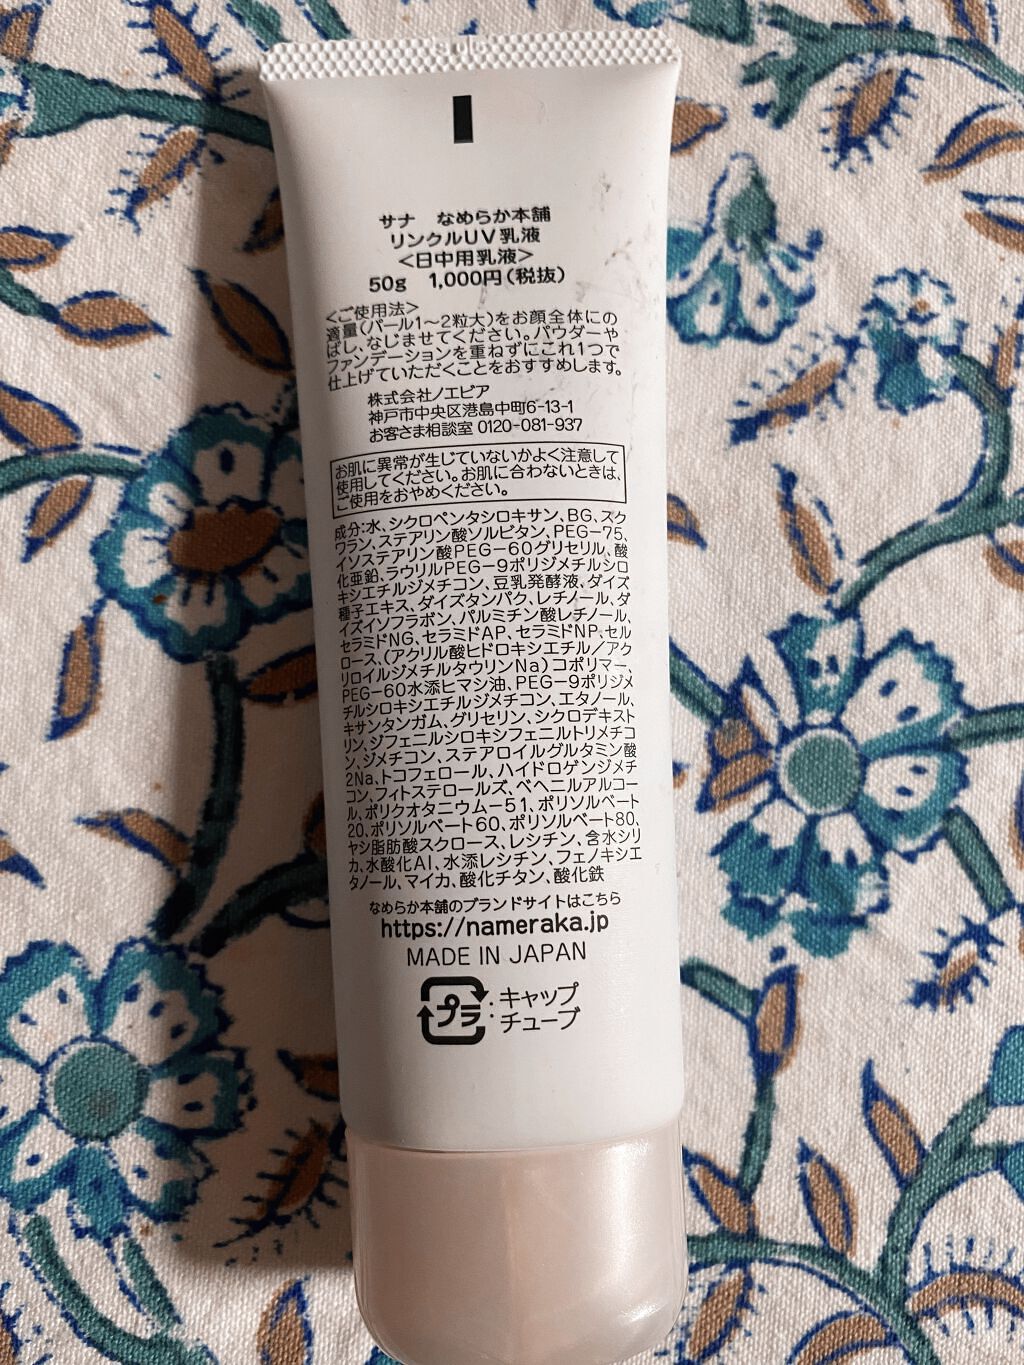 サナ なめらか本舗
リンクルUV乳液
<日中用乳液>
50g 1,000円(税抜)
<ご使用法>
適量(パール1〜2粒大)をお顔全体にの
ばし、なじませてください。パウダーや
ファンデーションを重ねずにこれ1つで
仕上げていただくことをおすすめします。
株式会社ノエビア
神戸市中央区港島中町6-13-1
お客さま相談室 0120-081-937
お肌に異常が生じていないかよく注意して
使用してください。お肌に合わないときは、
ご使用をおやめください。
成分:水、シクロペンタシロキサン、BG、スク
ワラン、ステアリン酸ソルビタン、PEG-75、
イソステアリン酸PEG-60グリセリル、酸
化亜鉛、ラウリルPEG-9ポリジメチルシロ
キシエチルジメチコン、豆乳発酵液、ダイズ
種子エキス、ダイズタンパク、レチノール、ダ
イズイソフラボン、パルミチン酸レチノール、
セラミドNG、セラミドAP、セラミドNP、セル
ロース、(アクリル酸ヒドロキシエチル/アク
リロイルジメチルタウリンNa)コポリマー、
PEG-60水添ヒマシ油、PEG-9ポリジメ
チルシロキシエチルジメチコン、エタノール、
キサンタンガム、グリセリン、シクロデキスト
リン、ジフェニルシロキシフェニルトリメチコ
ン、ジメチコン、ステアロイルグルタミン酸
2Na、トコフェロール、ハイドロゲンジメチ
コン、フィトステロールズ、ベヘニルアルコー
ル、ポリクオタニウム-51、ポリソルベート
20、ポリソルベート60、ポリソルベート80、
ヤシ脂肪酸スクロース、レシチン、含水シリ
カ、水酸化Al、水添レシチン、フェノキシエ
タノール、マイカ、酸化チタン、酸化鉄
なめらか本舗のブランドサイトはこちら
https://nameraka.jp
MADE IN JAPAN
プラ:キャップ
チューブ